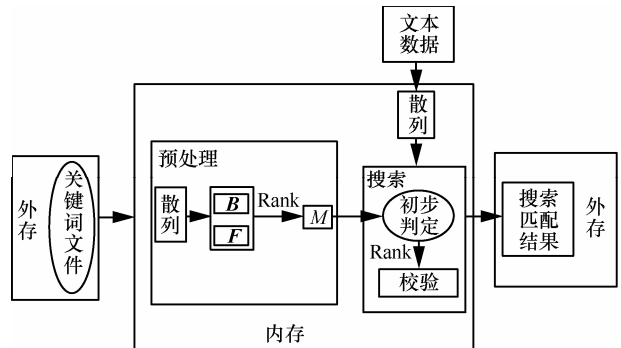 文本
数据
散
列
外
存
关
键
词
文
件
预处理
散
列
B
F
Rank
M
搜索
初步
判定
Rank
校验
内存
搜索
匹配
结果
外
存